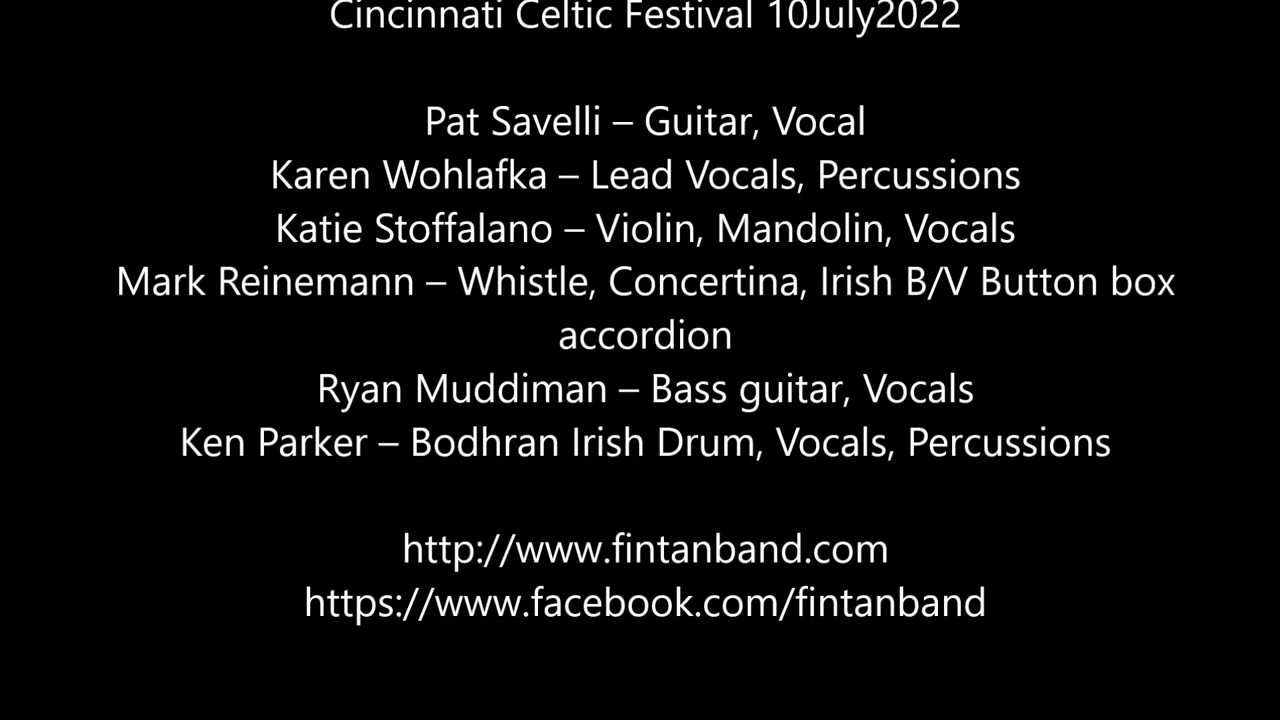 Cincinnati Celtic Festival 10July2022
Pat Savelli – Guitar, Vocal
Karen Wohlafka – Lead Vocals, Percussions
Katie Stoffalano – Violin, Mandolin, Vocals
Mark Reinemann – Whistle, Concertina, Irish B/V Button box
accordion
Ryan Muddiman – Bass guitar, Vocals
Ken Parker – Bodhran Irish Drum, Vocals, Percussions
http://www.fintanband.com
https://www.facebook.com/fintanband